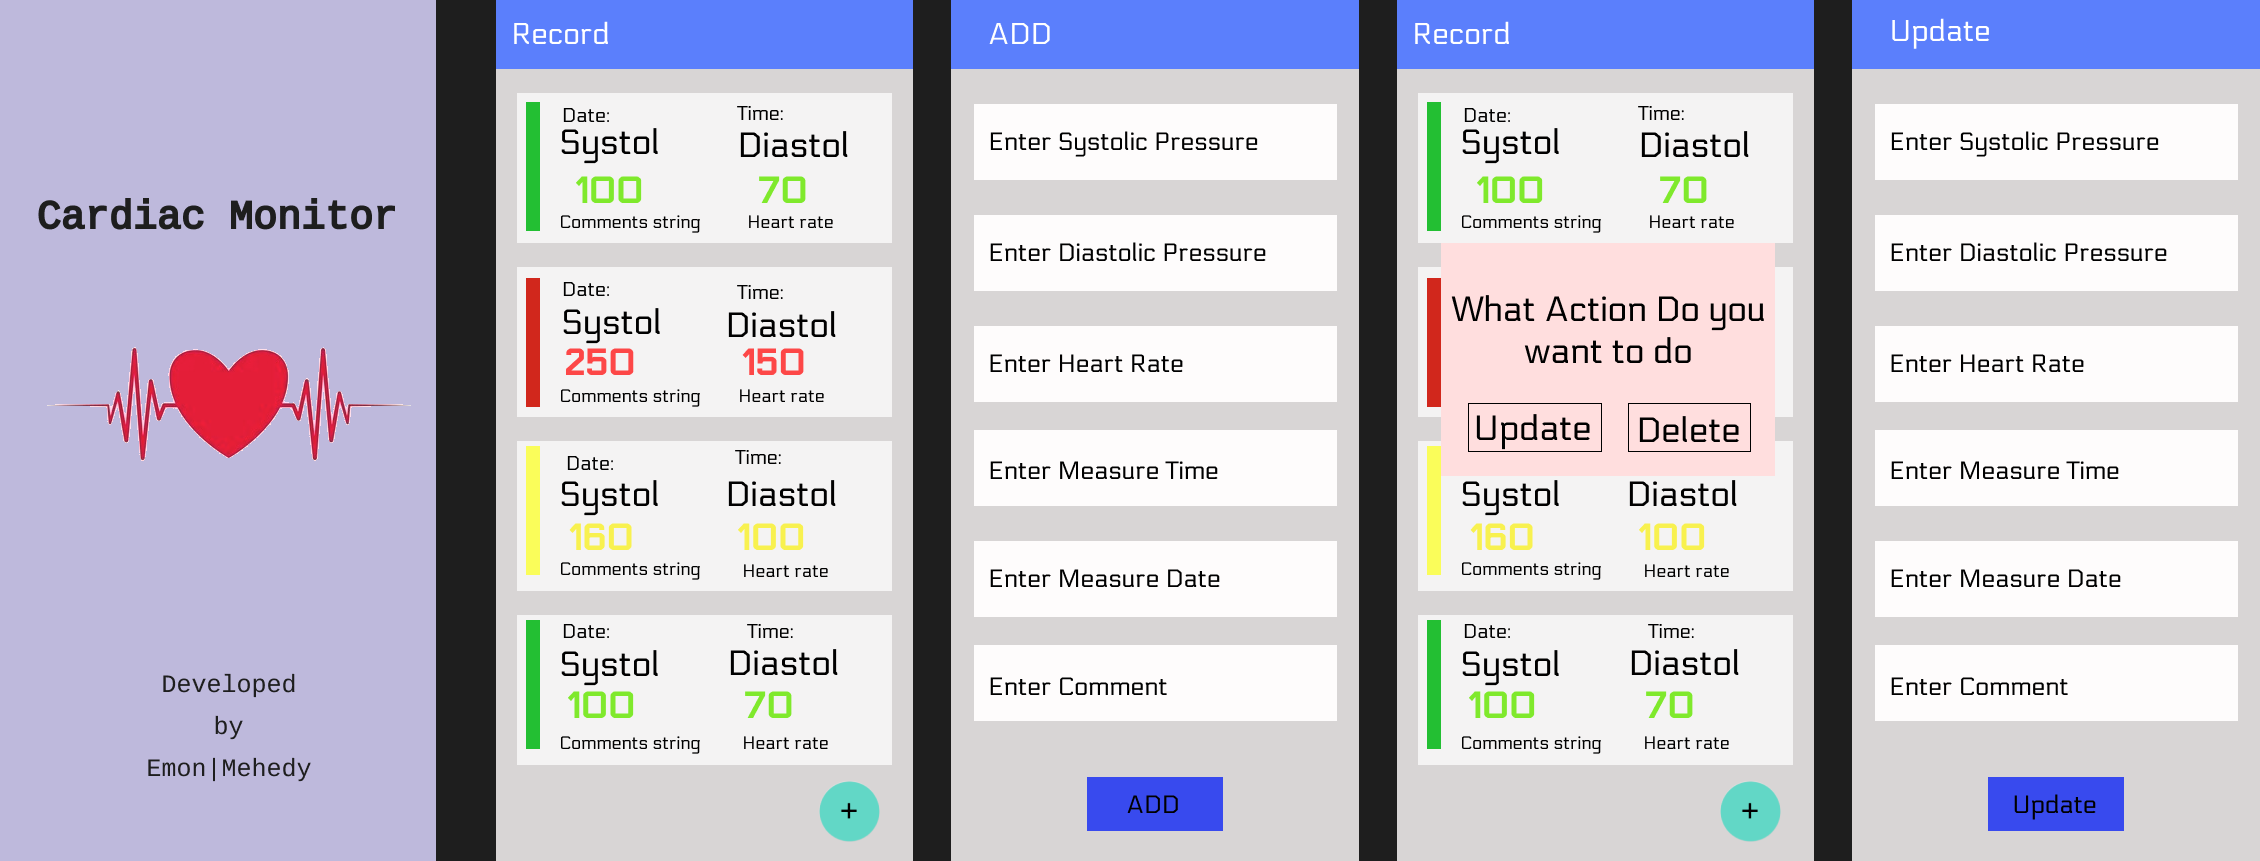 Cardiac Monitor
Developed
by
Emon|Mehedy
Record
Date: Time:
Systol Diastol
100 70
Comments string Heart rate
Date: Time:
Systol Diastol
250 150
Comments string Heart rate
Date: Time:
Systol Diastol
160 100
Comments string Heart rate
Date: Time:
Systol Diastol
100 70
Comments string Heart rate
+
ADD
Enter Systolic Pressure
Enter Diastolic Pressure
Enter Heart Rate
Enter Measure Time
Enter Measure Date
Enter Comment
ADD
Record
Date: Time:
Systol Diastol
100 70
Comments string Heart rate
What Action Do you
want to do
Update Delete
Systol Diastol
160 100
Comments string Heart rate
Date: Time:
Systol Diastol
100 70
Comments string Heart rate
+
Update
Enter Systolic Pressure
Enter Diastolic Pressure
Enter Heart Rate
Enter Measure Time
Enter Measure Date
Enter Comment
Update